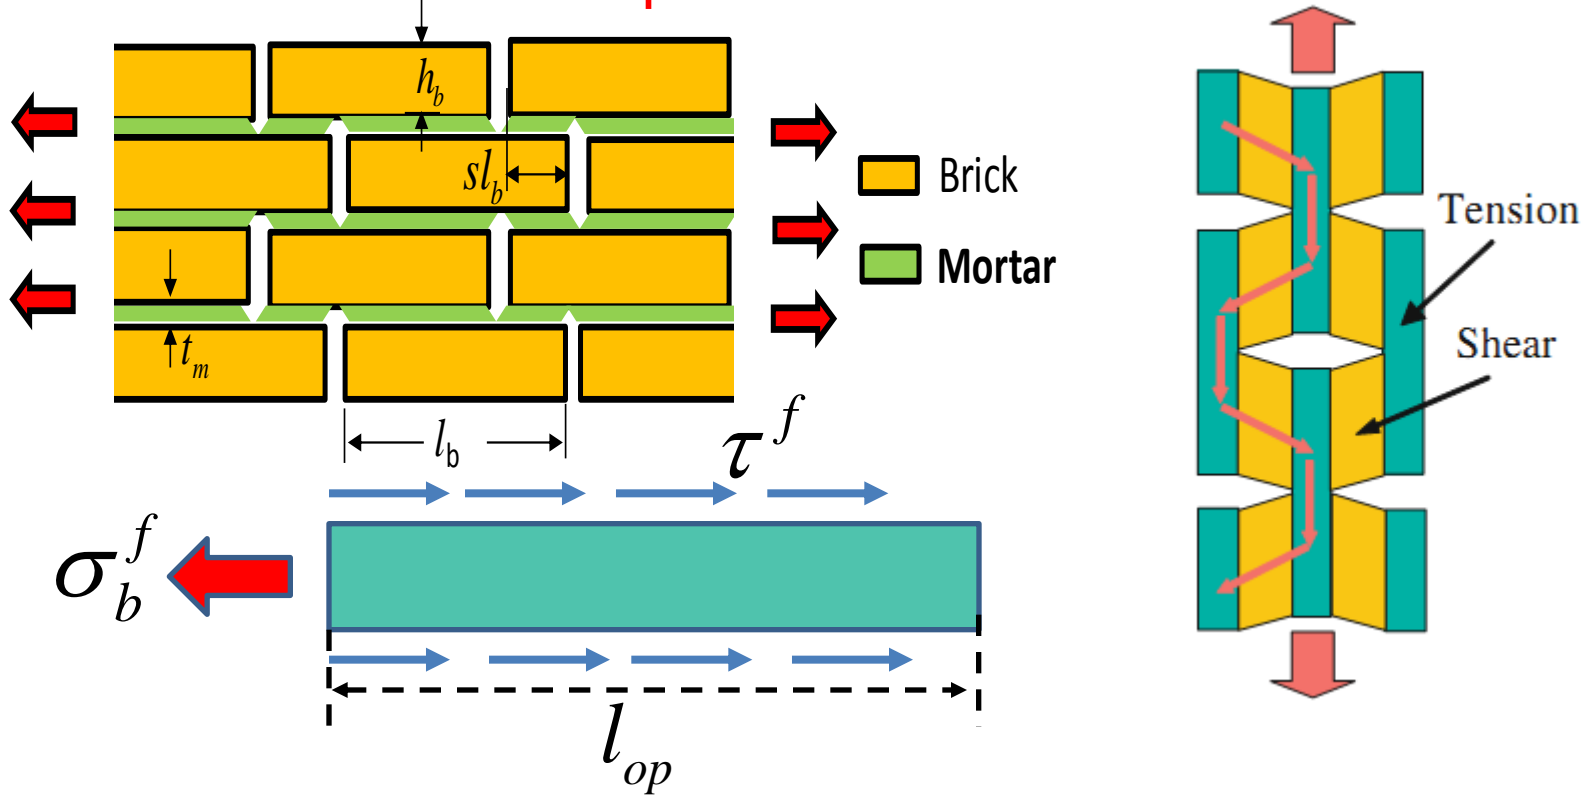 h_b
sl_b
Brick
Mortar
t_m
l_b
τ^f
σ_b^f
l_op
Tension
Shear